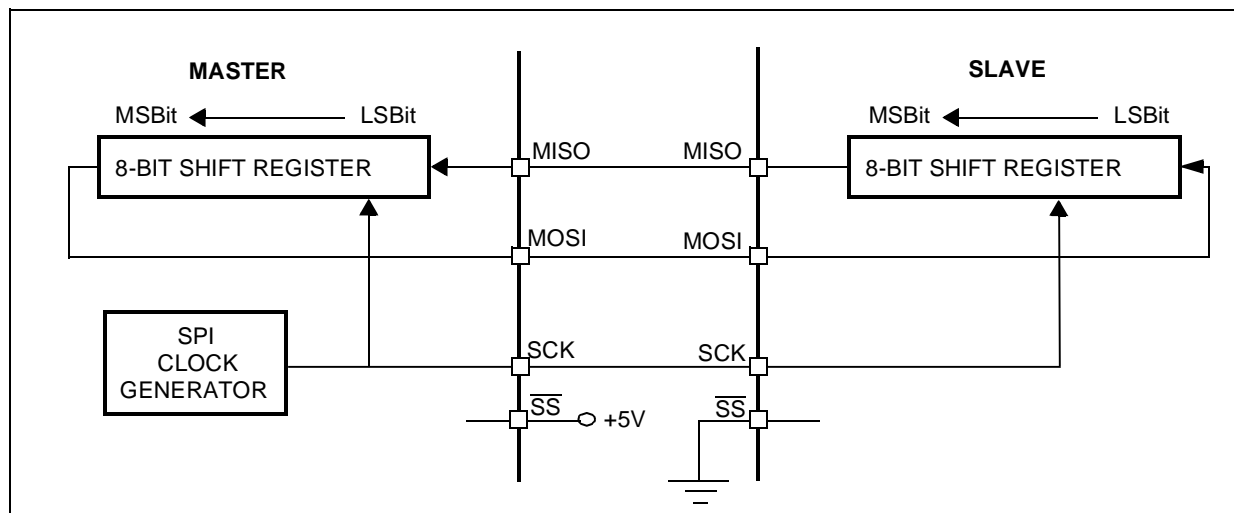 MASTER
SLAVE
MSBit
LSBit
MSBit
LSBit
8-BIT SHIFT REGISTER
MISO
MISO
8-BIT SHIFT REGISTER
MOSI
MOSI
SPI
CLOCK
GENERATOR
SCK
SCK
SS
+5V
SS